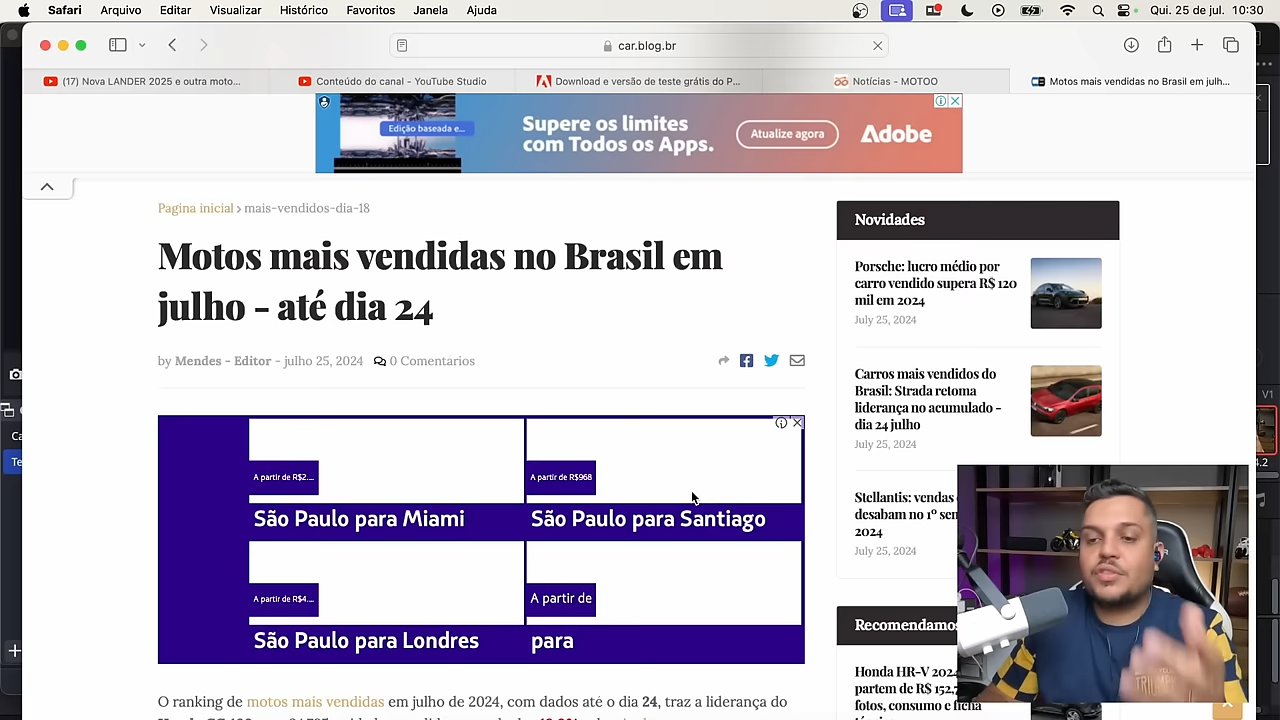 Safari Arquivo Editar Visualizar Histórico Favoritos Janela Ajuda Qui. 25 de jul. 10:30
car.blog.br
(17) Nova LANDER 2025 e outra moto...
Conteúdo do canal - YouTube Studio
Download e versão de teste grátis do P...
Notícias - MOTOO
Motos mais vendidas no Brasil em julh...
Edição baseada e...
Supere os limites
com Todos os Apps.
Atualize agora
Adobe
Pagína inicial › mais-vendidos-dia-18
Motos mais vendidas no Brasil em
julho - até dia 24
by Mendes - Editor - julho 25, 2024 0 Comentarios
A partir de R$2....
São Paulo para Miami
A partir de R$968
São Paulo para Santiago
A partir de R$4....
São Paulo para Londres
A partir de
para
O ranking de motos mais vendidas em julho de 2024, com dados até o dia 24, traz a liderança do
Novidades
Porsche: lucro médio por
carro vendido supera R$ 120
mil em 2024
July 25, 2024
Carros mais vendidos do
Brasil: Strada retoma
liderança no acumulado -
dia 24 julho
July 25, 2024
Stellantis: vendas
desabam no 1º sem
2024
July 25, 2024
Recomendamos
Honda HR-V 2024
partem de R$ 152,7
fotos, consumo e ficha
V1
4.2
Ca
Te
TRIUMP